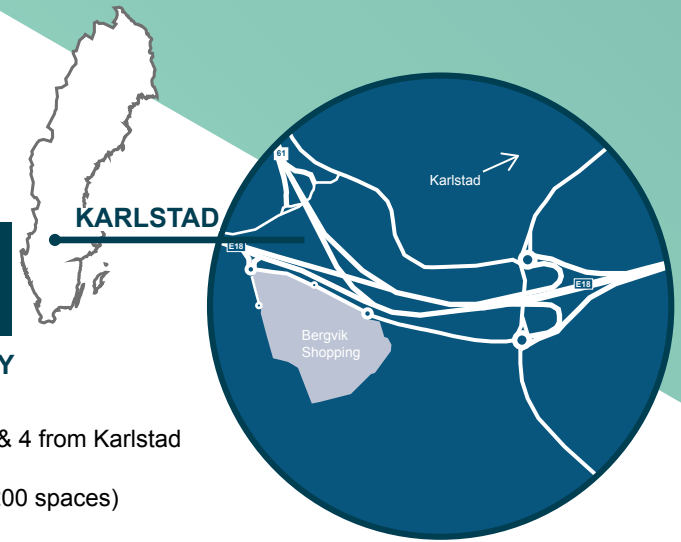 61
Karlstad
KARLSTAD
E18
E18
Bergvik
Shopping
Y
& 4 from Karlstad
00 spaces)